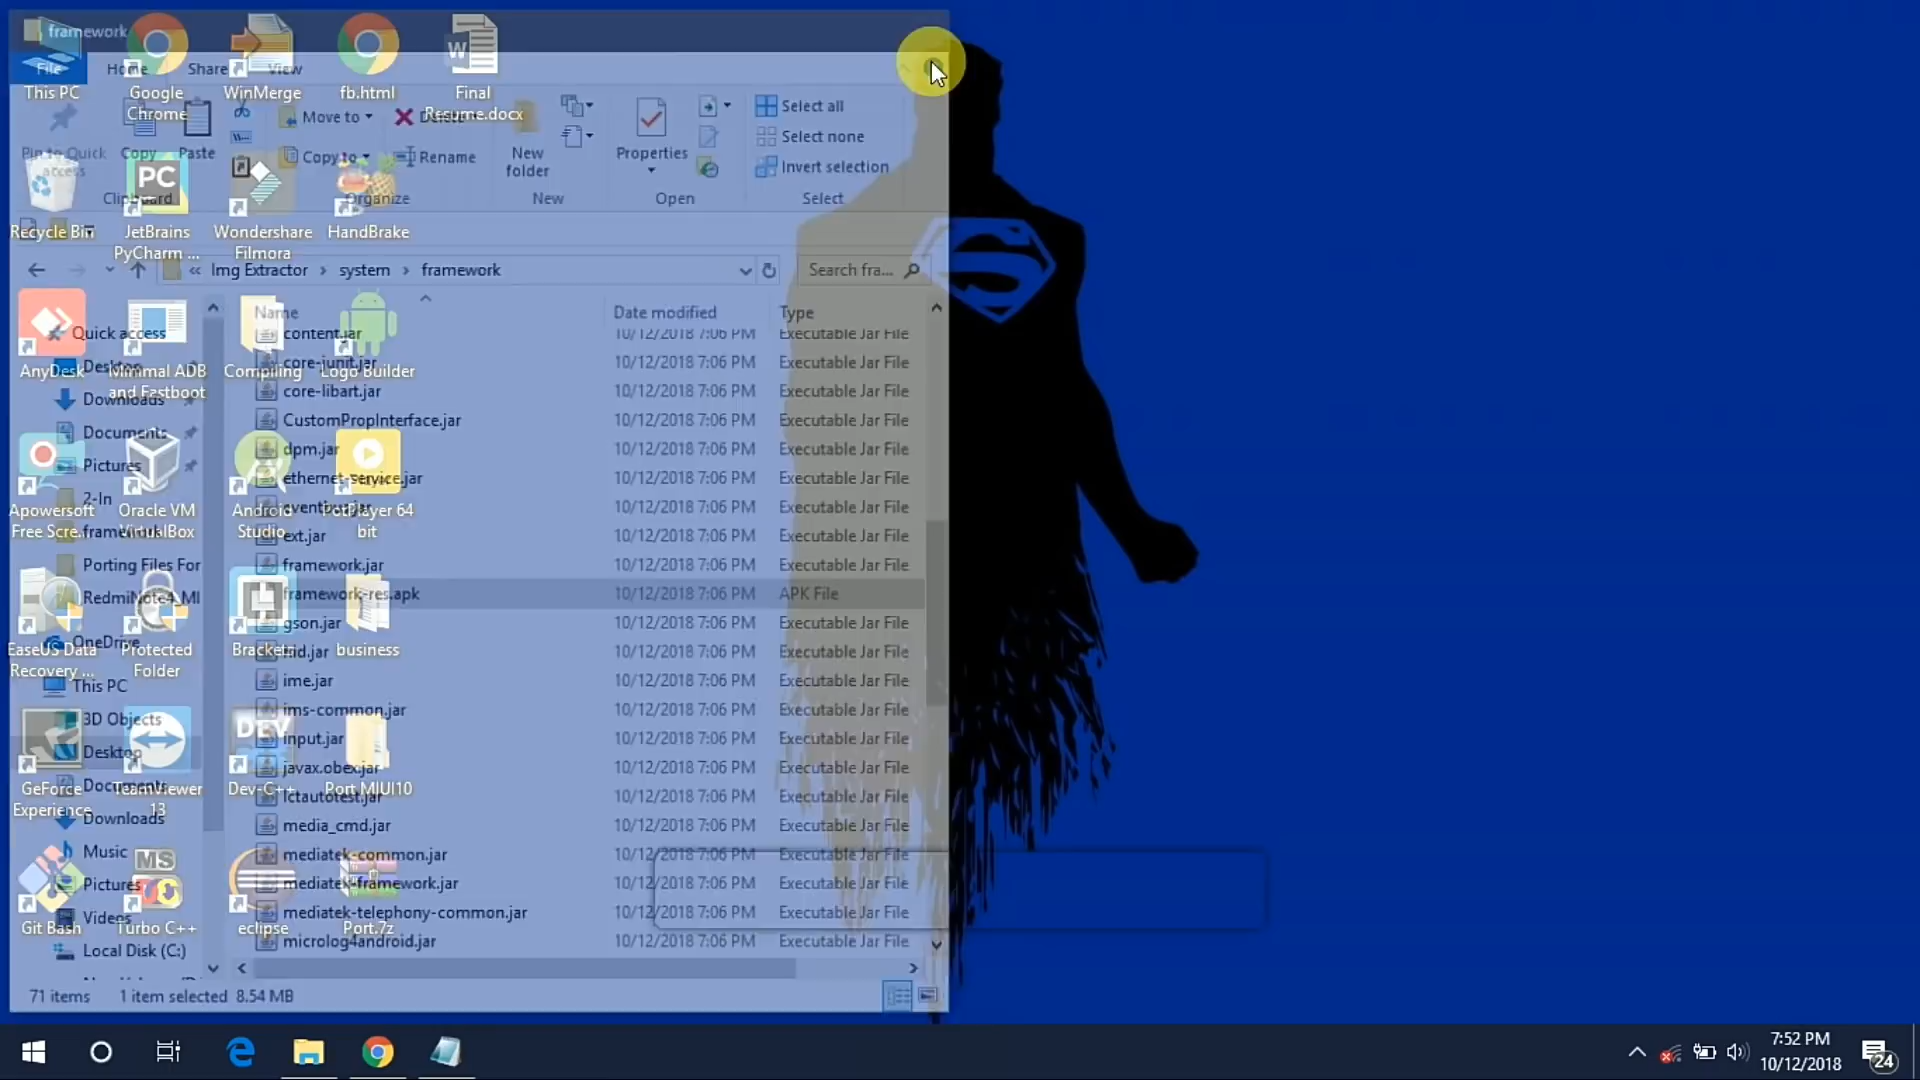 framework
File Home Share View
Select all
Move to Delete
Select none
Pin to Quick access Copy Paste
Copy to Rename
New folder
Properties
Invert selection
Clipboard Organize New Open Select
Img Extractor system framework
Search fra...
This PC
Google Chrome
WinMerge
fb.html
Final Resume.docx
Recycle Bin
JetBrains PyCharm ...
Wondershare Filmora
HandBrake
AnyDesk
Minimal ADB and Fastboot
Compiling
Logo Builder
Apowersoft Free Scre...
Oracle VM VirtualBox
Android Studio
PotPlayer 64 bit
EaseUS Data Recovery ...
Protected Folder
Brackets
business
GeForce Experience
TeamViewer 13
Dev-C++
Port MIUI10
Git Bash
Turbo C++
eclipse
Port.7z
Quick access
Desktop
Downloads
Documents
Pictures
2-In
framework
Porting Files For
RedmiNote4_MI
OneDrive
This PC
3D Objects
Desktop
Documents
Downloads
Music
Pictures
Videos
Local Disk (C:)
Name Date modified Type
content.jar 10/12/2018 7:06 PM Executable Jar File
core-junit.jar 10/12/2018 7:06 PM Executable Jar File
core-libart.jar 10/12/2018 7:06 PM Executable Jar File
CustomPropInterface.jar 10/12/2018 7:06 PM Executable Jar File
dpm.jar 10/12/2018 7:06 PM Executable Jar File
ethernet-service.jar 10/12/2018 7:06 PM Executable Jar File
10/12/2018 7:06 PM Executable Jar File
ext.jar 10/12/2018 7:06 PM Executable Jar File
framework.jar 10/12/2018 7:06 PM Executable Jar File
framework-res.apk 10/12/2018 7:06 PM APK File
gson.jar 10/12/2018 7:06 PM Executable Jar File
hid.jar 10/12/2018 7:06 PM Executable Jar File
ime.jar 10/12/2018 7:06 PM Executable Jar File
ims-common.jar 10/12/2018 7:06 PM Executable Jar File
input.jar 10/12/2018 7:06 PM Executable Jar File
javax.obex.jar 10/12/2018 7:06 PM Executable Jar File
lctautotest.jar 10/12/2018 7:06 PM Executable Jar File
media_cmd.jar 10/12/2018 7:06 PM Executable Jar File
mediatek-common.jar 10/12/2018 7:06 PM Executable Jar File
mediatek-framework.jar 10/12/2018 7:06 PM Executable Jar File
mediatek-telephony-common.jar 10/12/2018 7:06 PM Executable Jar File
microlog4android.jar 10/12/2018 7:06 PM Executable Jar File
71 items 1 item selected 8.54 MB
7:52 PM
10/12/2018
24